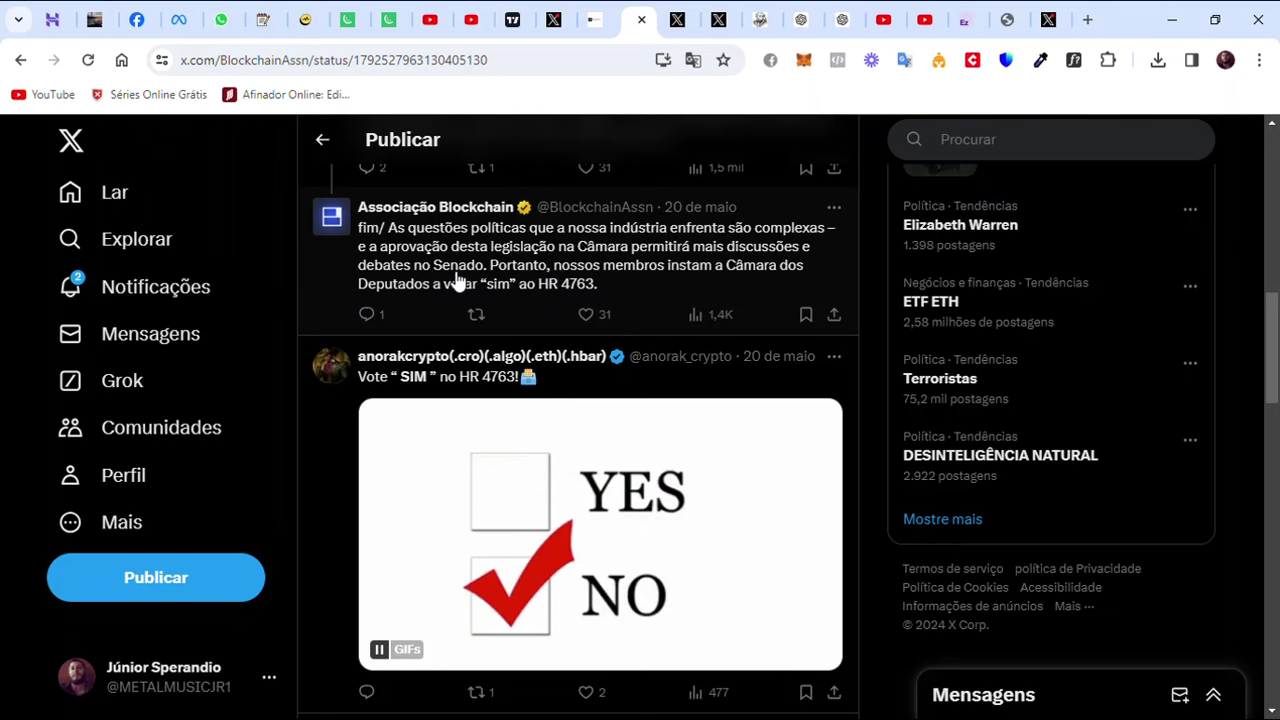 x.com/BlockchainAssn/status/1792527963130405130
YouTube
Séries Online Grátis
Afinador Online: Edi...
Lar
Explorar
2
Notificações
Mensagens
Grok
Comunidades
Perfil
Mais
Publicar
Júnior Sperandio
@METALMUSICJR1
Publicar
2
1
31
1,5 mil
Associação Blockchain @BlockchainAssn · 20 de maio
fim/ As questões políticas que a nossa indústria enfrenta são complexas –
e a aprovação desta legislação na Câmara permitirá mais discussões e
debates no Senado. Portanto, nossos membros instam a Câmara dos
Deputados a votar “sim” ao HR 4763.
1
31
1,4K
anorakcrypto(.cro)(.algo)(.eth)(.hbar) @anorak_crypto · 20 de maio
Vote “ SIM ” no HR 4763!
YES
NO
GIFs
1
2
477
Procurar
Política · Tendências
Elizabeth Warren
1.398 postagens
Negócios e finanças · Tendências
ETF ETH
2,58 milhões de postagens
Política · Tendências
Terroristas
75,2 mil postagens
Política · Tendências
DESINTELIGÊNCIA NATURAL
2.922 postagens
Mostre mais
Termos de serviço política de Privacidade
Política de Cookies Acessibilidade
Informações de anúncios Mais ···
© 2024 X Corp.
Mensagens